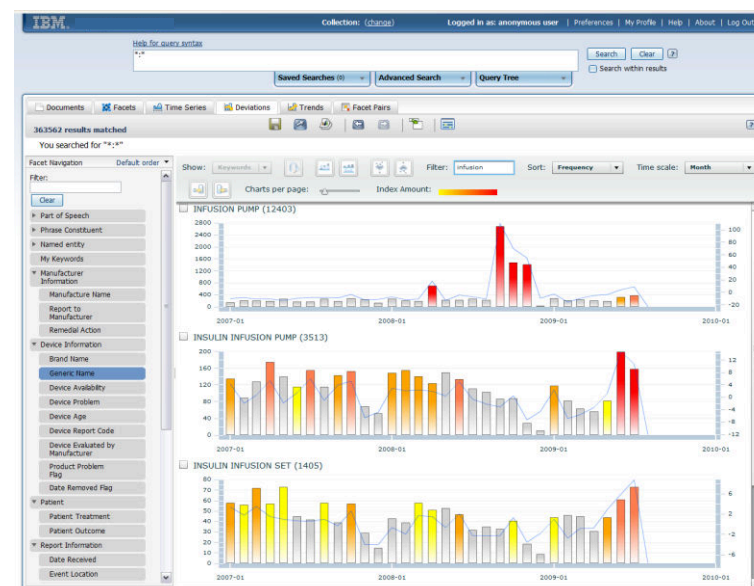 IBM.
Collection: (change) Logged in as: anonymous user | Preferences | My Profile | Help | About | Log Out
Help for query syntax
*:*
Search Clear ?
Search within results
Saved Searches (0) Advanced Search Query Tree
Documents Facets Time Series Deviations Trends Facet Pairs
363562 results matched
You searched for "*:*"
Facet Navigation Default order
Show: Keywords Filter: infusion Sort: Frequency Time scale: Month
Filter:
Charts per page: Index Amount:
Clear
Part of Speech
Phrase Constituent
Named entity
My Keywords
Manufacturer Information
Manufacture Name
Report to Manufacturer
Remedial Action
Device Information
Brand Name
Generic Name
Device Availability
Device Problem
Device Age
Device Report Code
Device Evaluated by Manufacturer
Product Problem Flag
Date Removed Flag
Patient
Patient Treatment
Patient Outcome
Report Information
Date Received
Event Location
INFUSION PUMP (12403)
2800
2400
2000
1600
1200
800
400
0
100
80
60
40
20
0
-20
2007-01 2008-01 2009-01 2010-01
INSULIN INFUSION PUMP (3513)
200
160
120
80
40
0
12
8
4
0
-4
-8
-12
2007-01 2008-01 2009-01 2010-01
INSULIN INFUSION SET (1405)
80
70
60
50
40
30
20
10
0
6
2
-2
-6
2007-01 2008-01 2009-01 2010-01